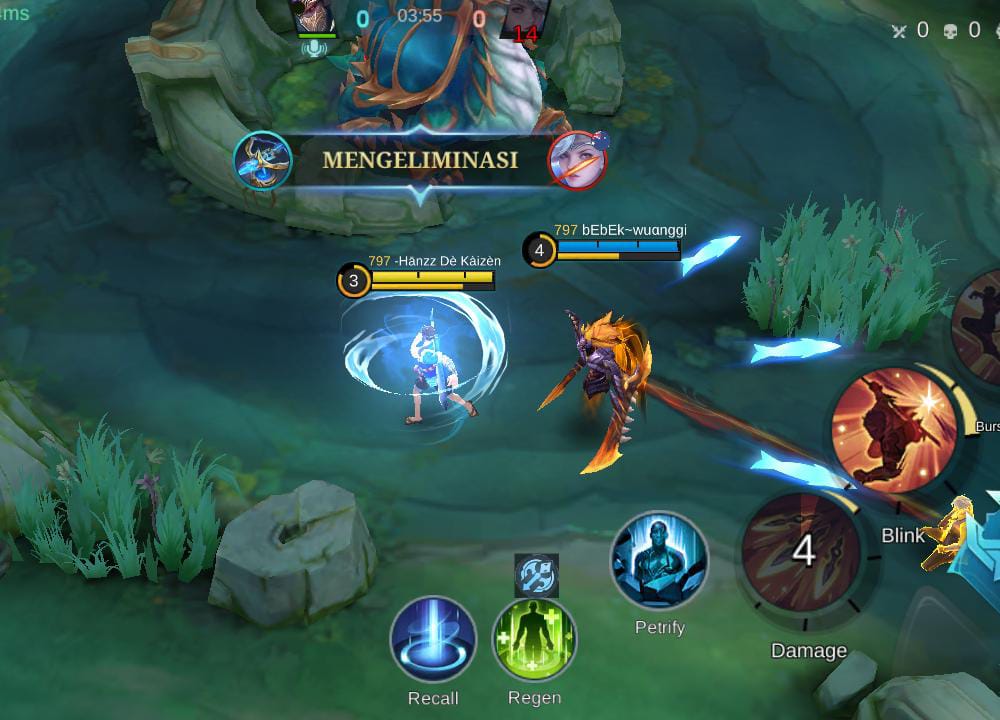 ms
0 03:55 0
14
0 0
MENGELIMINASI
797 bEbEk~wuanggi
4
797 -Hânzz Dè Kâizèn
3
Burs
Blink
4
Petrify
Damage
Recall
Regen